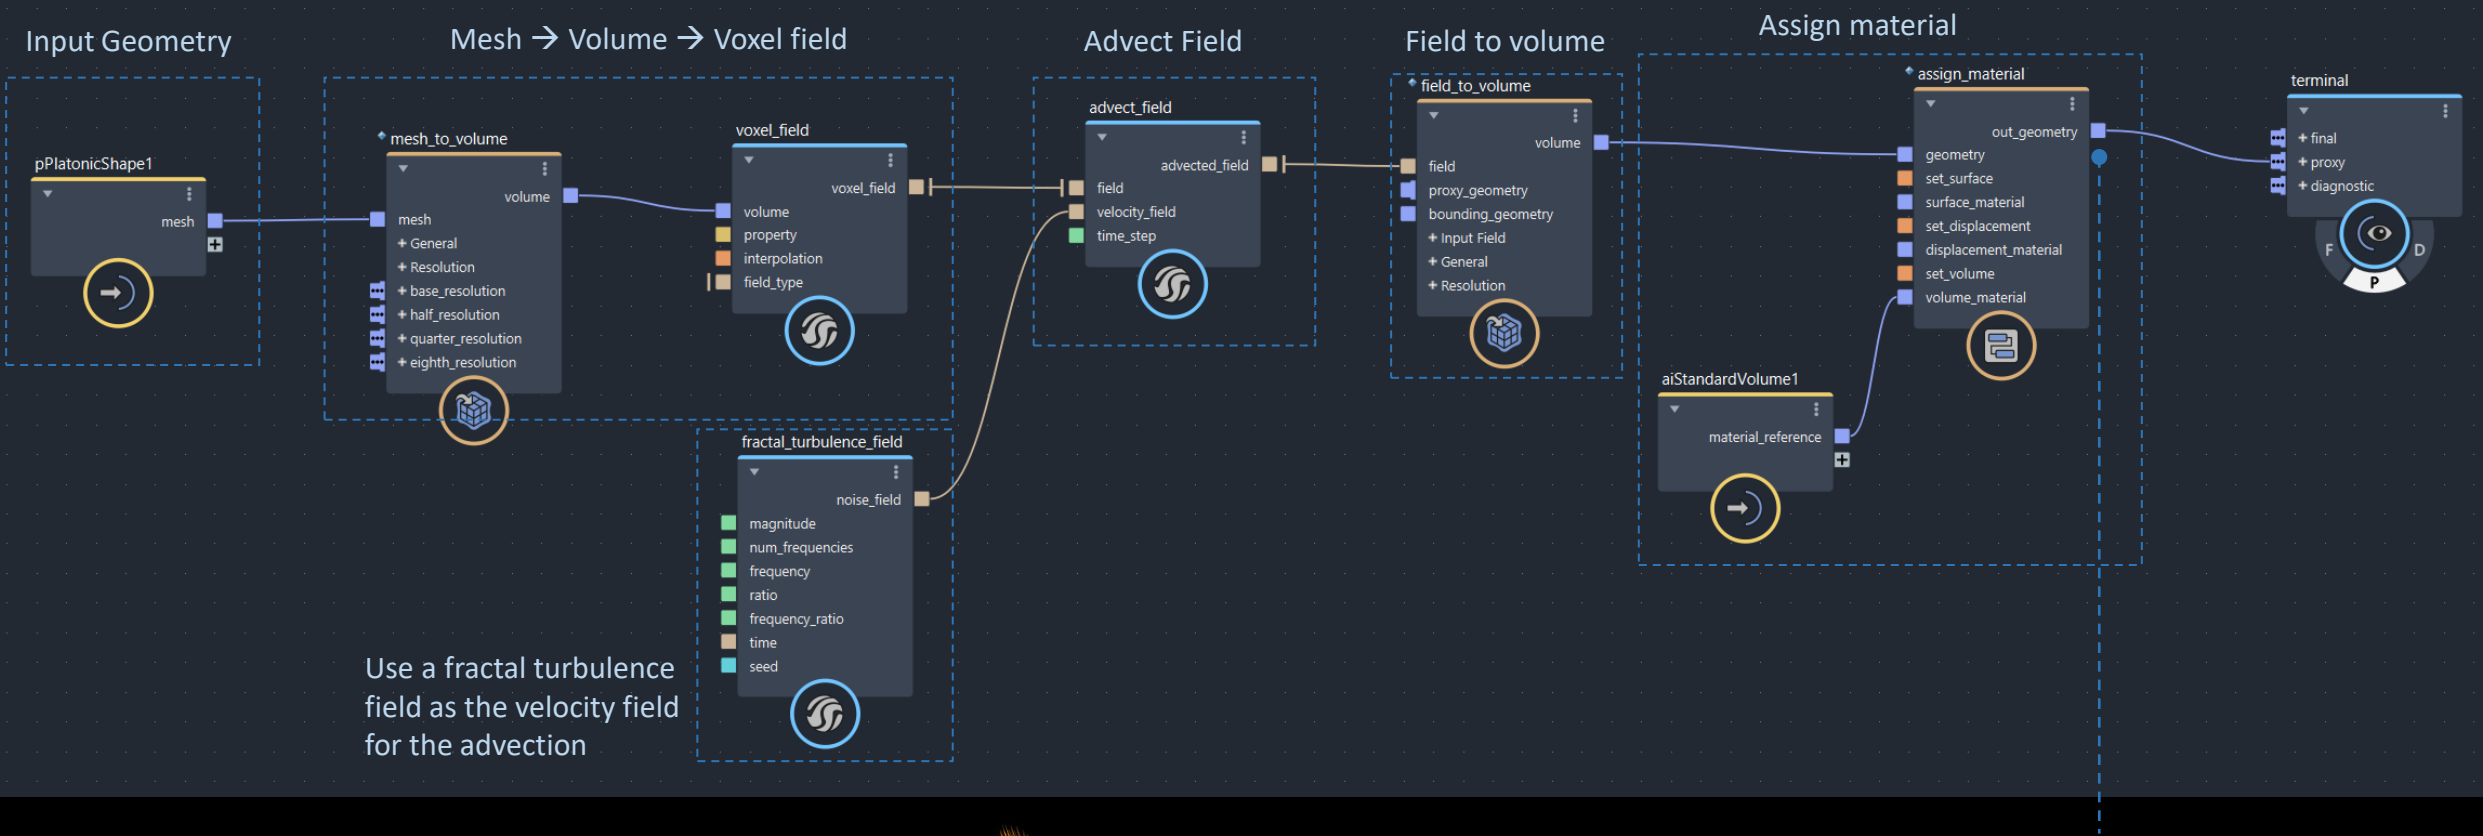 Input Geometry
Mesh → Volume → Voxel field
Advect Field
Field to volume
Assign material
pPlatonicShape1
mesh
mesh_to_volume
volume
mesh
+ General
+ Resolution
+ base_resolution
+ half_resolution
+ quarter_resolution
+ eighth_resolution
voxel_field
voxel_field
volume
property
interpolation
field_type
fractal_turbulence_field
noise_field
magnitude
num_frequencies
frequency
ratio
frequency_ratio
time
seed
Use a fractal turbulence
field as the velocity field
for the advection
advect_field
advected_field
field
velocity_field
time_step
field_to_volume
volume
field
proxy_geometry
bounding_geometry
+ Input Field
+ General
+ Resolution
assign_material
out_geometry
geometry
set_surface
surface_material
set_displacement
displacement_material
set_volume
volume_material
aiStandardVolume1
material_reference
terminal
+ final
+ proxy
+ diagnostic
F
D
P